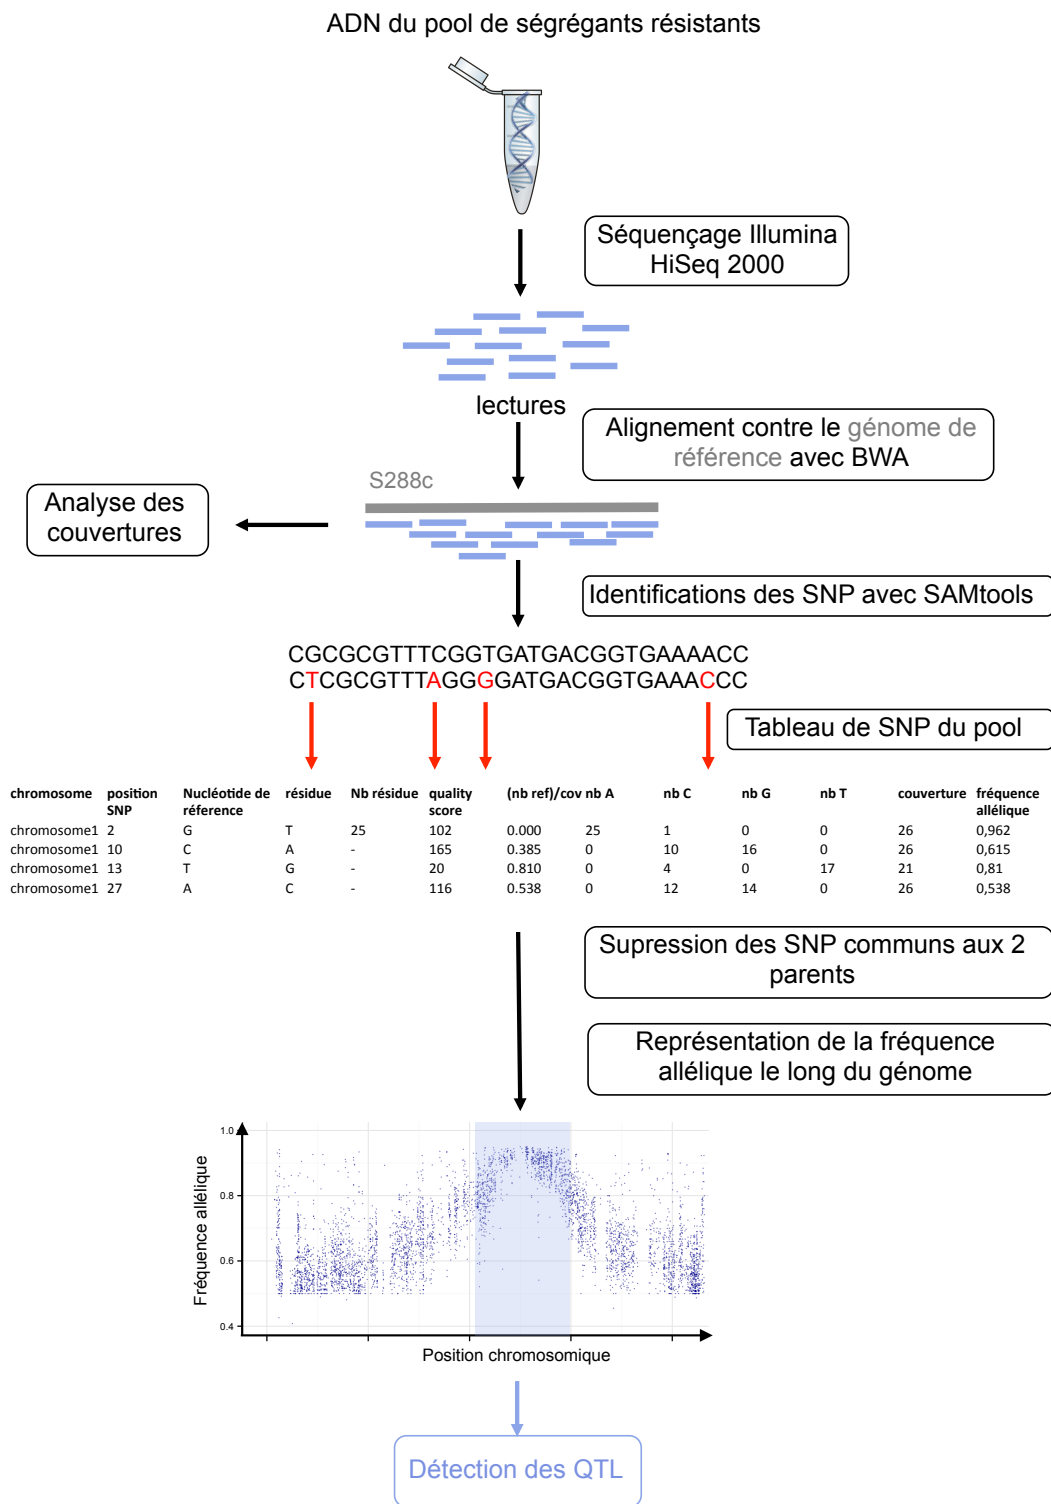 ADN du pool de ségrégants résistants
Séquençage Illumina
HiSeq 2000
lectures
Alignement contre le génome de
référence avec BWA
S288c
Analyse des
couvertures
Identifications des SNP avec SAMtools
CGCGCGTTTCGGTGATGACGGTGAAAACC
CTCGCGTTTAGGGGATGACGGTGAAACCC
Tableau de SNP du pool
chromosome position SNP Nucléotide de réference résidue Nb résidue quality score (nb ref)/cov nb A nb C nb G nb T couverture fréquence allélique
chromosome1 2 G T 25 102 0.000 25 1 0 0 26 0,962
chromosome1 10 C A - 165 0.385 0 10 16 0 26 0,615
chromosome1 13 T G - 20 0.810 0 4 0 17 21 0,81
chromosome1 27 A C - 116 0.538 0 12 14 0 26 0,538
Supression des SNP communs aux 2
parents
Représentation de la fréquence
allélique le long du génome
Fréquence allélique
1.0
0.8
0.6
0.4
Position chromosomique
Détection des QTL